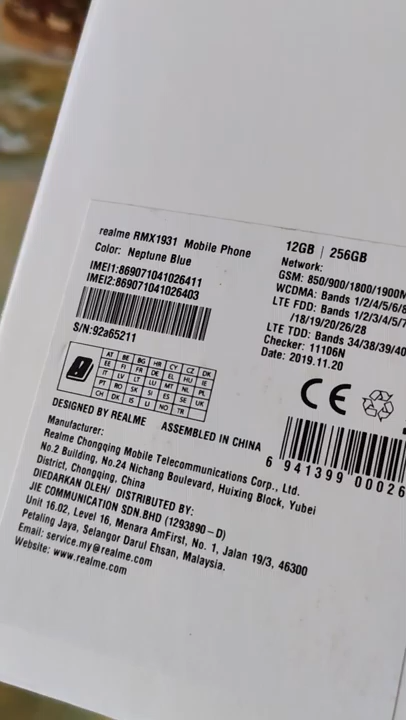 realme RMX1931 Mobile Phone
Color: Neptune Blue
IMEI1:869071041026411
IMEI2:869071041026403
S/N:92a65211
12GB | 256GB
Network:
GSM: 850/900/1800/1900M
WCDMA: Bands 1/2/4/5/6/8
LTE FDD: Bands 1/2/3/4/5/7
/18/19/20/26/28
LTE TDD: Bands 34/38/39/40
Checker: 11106N
Date: 2019.11.20
AT BE BG HR CY CZ DK
EE FI FR DE EL HU IE
IT LV LT LU MT NL PL
PT RO SK SI ES SE UK
CH DK IS LI NO TR
CE
DESIGNED BY REALME ASSEMBLED IN CHINA
6 941399 00026
Manufacturer:
Realme Chongqing Mobile Telecommunications Corp., Ltd.
No.2 Building, No.24 Nichang Boulevard, Huixing Block, Yubei
District, Chongqing, China
DIEDARKAN OLEH/ DISTRIBUTED BY:
JIE COMMUNICATION SDN.BHD (1293890-D)
Unit 16.02, Level 16, Menara AmFirst, No. 1, Jalan 19/3, 46300
Petaling Jaya, Selangor Darul Ehsan, Malaysia.
Email: service.my@realme.com
Website: www.realme.com